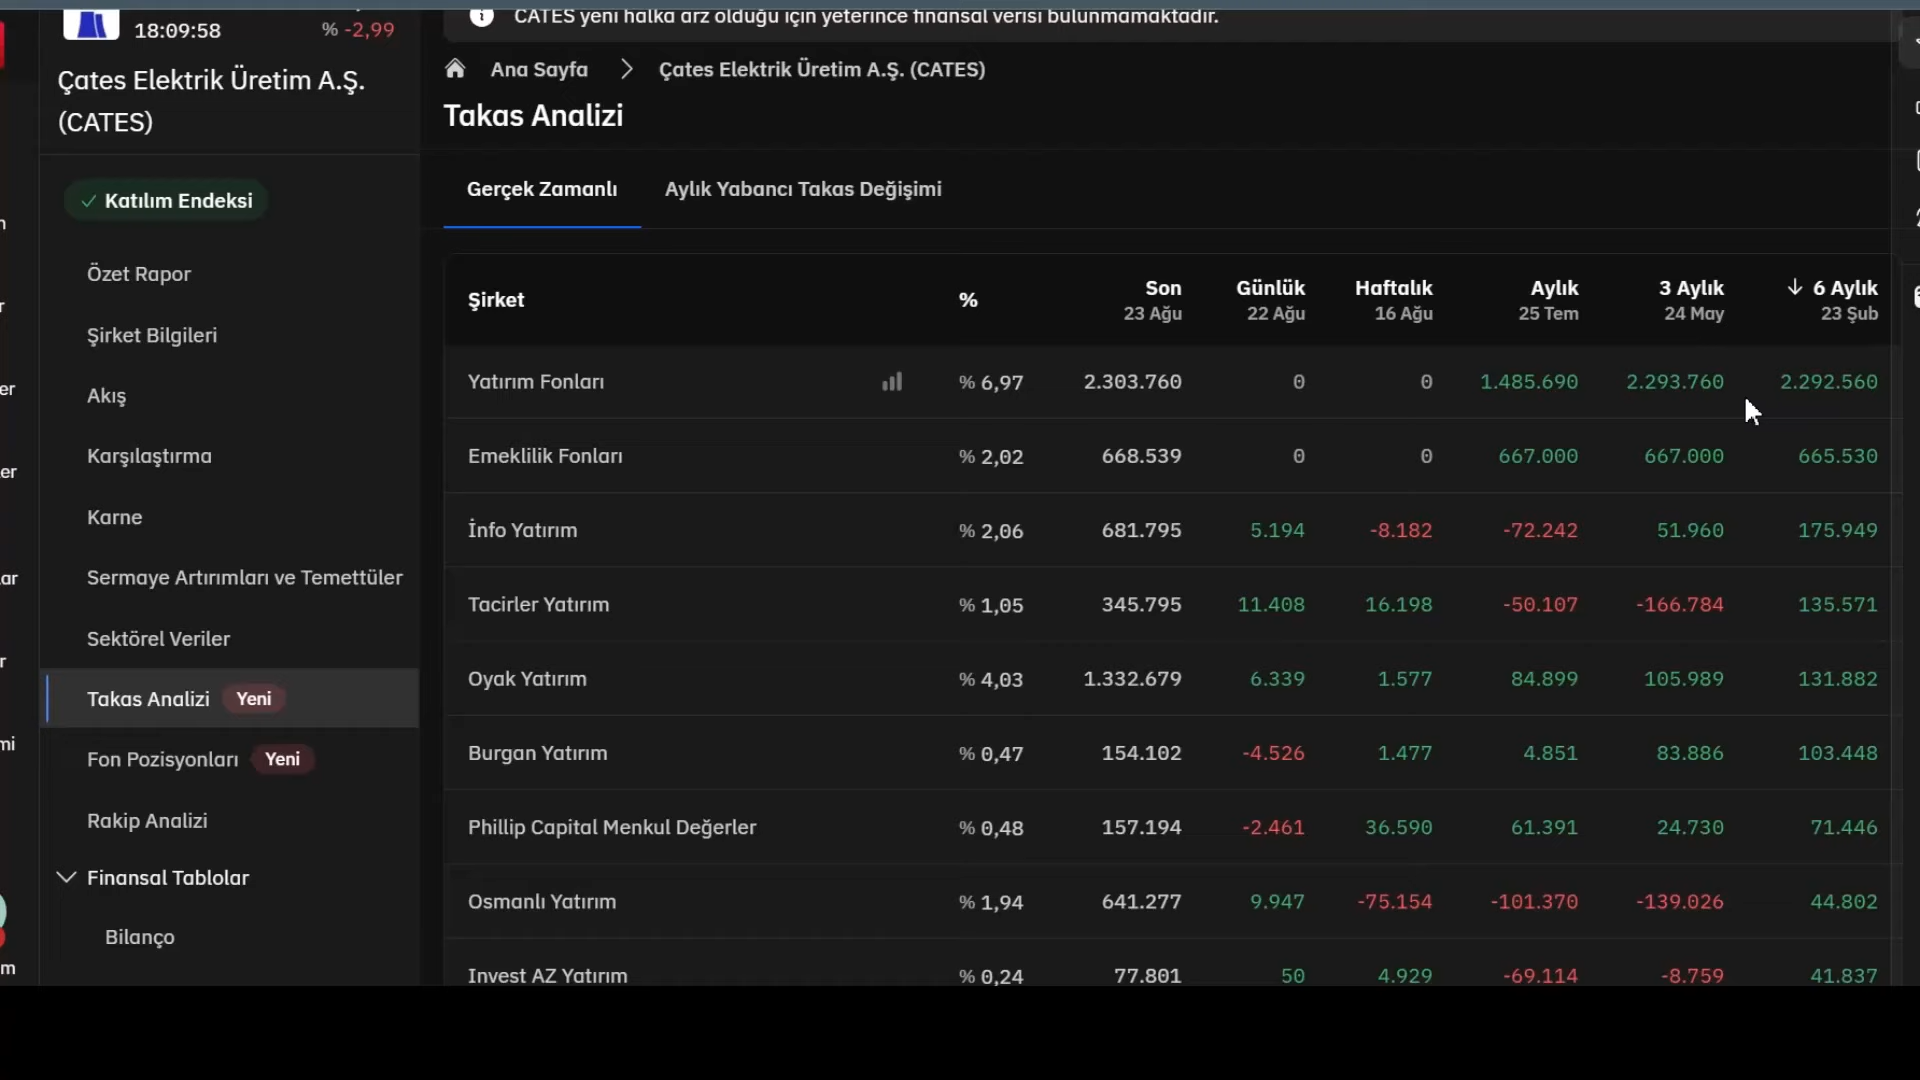 CATES yeni halka arz olduğu için yeterince finansal verisi bulunmamaktadır.
18:09:58 % -2,99
Çates Elektrik Üretim A.Ş.
(CATES)
Katılım Endeksi
Özet Rapor
Şirket Bilgileri
Akış
Karşılaştırma
Karne
Sermaye Artırımları ve Temettüler
Sektörel Veriler
Takas Analizi Yeni
Fon Pozisyonları Yeni
Rakip Analizi
Finansal Tablolar
Bilanço
Ana Sayfa Çates Elektrik Üretim A.Ş. (CATES)
Takas Analizi
Gerçek Zamanlı Aylık Yabancı Takas Değişimi
Şirket % Son Günlük Haftalık Aylık 3 Aylık 6 Aylık
23 Ağu 22 Ağu 16 Ağu 25 Tem 24 May 23 Şub
Yatırım Fonları % 6,97 2.303.760 0 0 1.485.690 2.293.760 2.292.560
Emeklilik Fonları % 2,02 668.539 0 0 667.000 667.000 665.530
İnfo Yatırım % 2,06 681.795 5.194 -8.182 -72.242 51.960 175.949
Tacirler Yatırım % 1,05 345.795 11.408 16.198 -50.107 -166.784 135.571
Oyak Yatırım % 4,03 1.332.679 6.339 1.577 84.899 105.989 131.882
Burgan Yatırım % 0,47 154.102 -4.526 1.477 4.851 83.886 103.448
Phillip Capital Menkul Değerler % 0,48 157.194 -2.461 36.590 61.391 24.730 71.446
Osmanlı Yatırım % 1,94 641.277 9.947 -75.154 -101.370 -139.026 44.802
Invest AZ Yatırım % 0,24 77.801 50 4.929 -69.114 -8.759 41.837